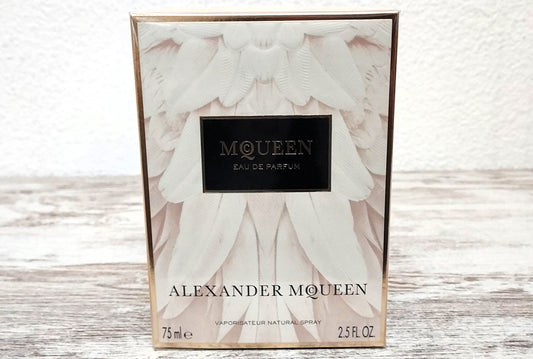 McQUEEN
EAU DE PARFUM
ALEXANDER McQUEEN
VAPORISATEUR NATURAL SPRAY
75 ml ℮ 2.5 FL.OZ.